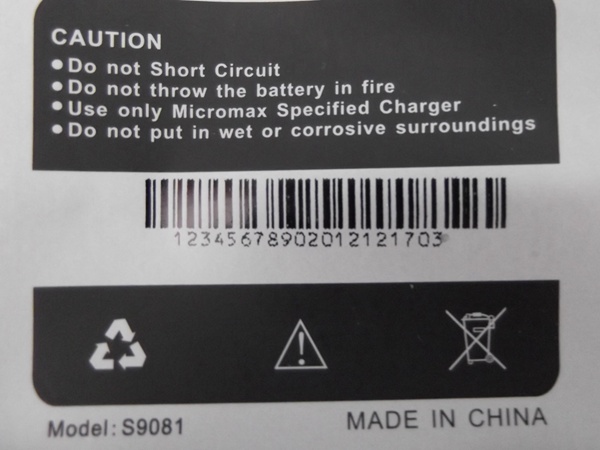 CAUTION
●Do not Short Circuit
●Do not throw the battery in fire
●Use only Micromax Specified Charger
●Do not put in wet or corrosive surroundings
12345678902012121703
Model: S9081
MADE IN CHINA